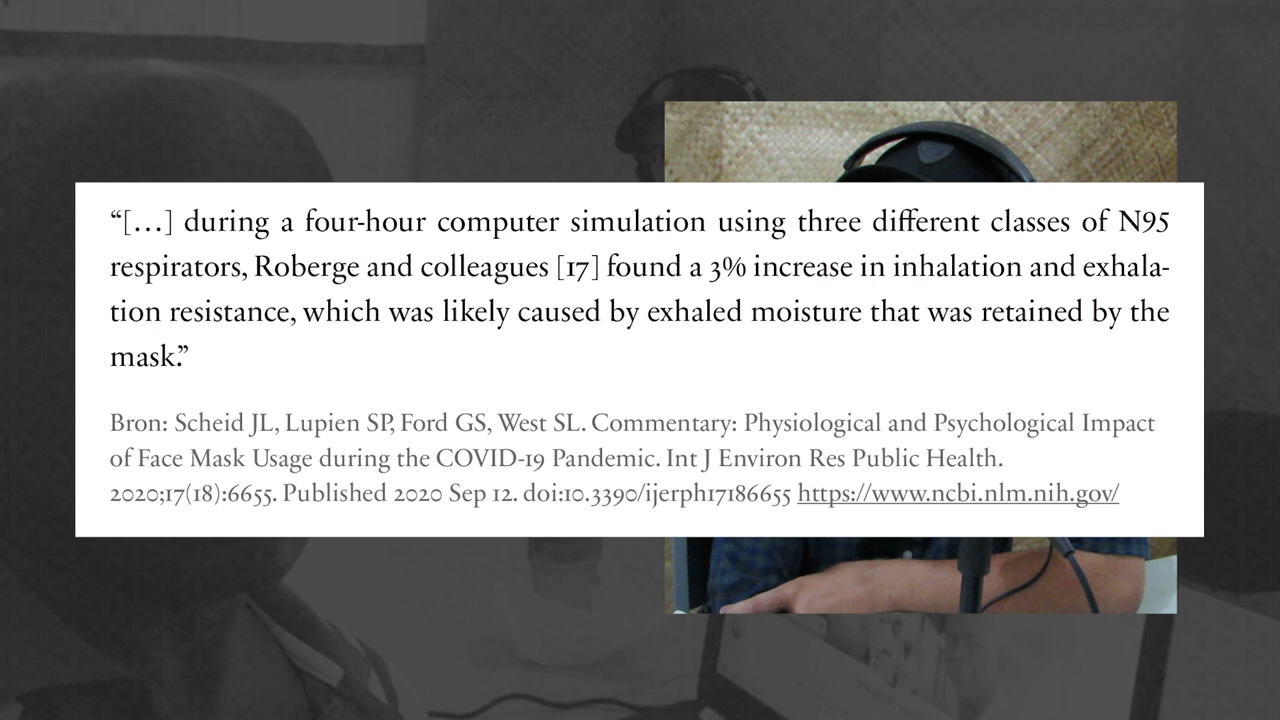 “[…] during a four-hour computer simulation using three different classes of N95
respirators, Roberge and colleagues [17] found a 3% increase in inhalation and exhala-
tion resistance, which was likely caused by exhaled moisture that was retained by the
mask.”
Bron: Scheid JL, Lupien SP, Ford GS, West SL. Commentary: Physiological and Psychological Impact
of Face Mask Usage during the COVID-19 Pandemic. Int J Environ Res Public Health.
2020;17(18):6655. Published 2020 Sep 12. doi:10.3390/ijerph17186655 https://www.ncbi.nlm.nih.gov/